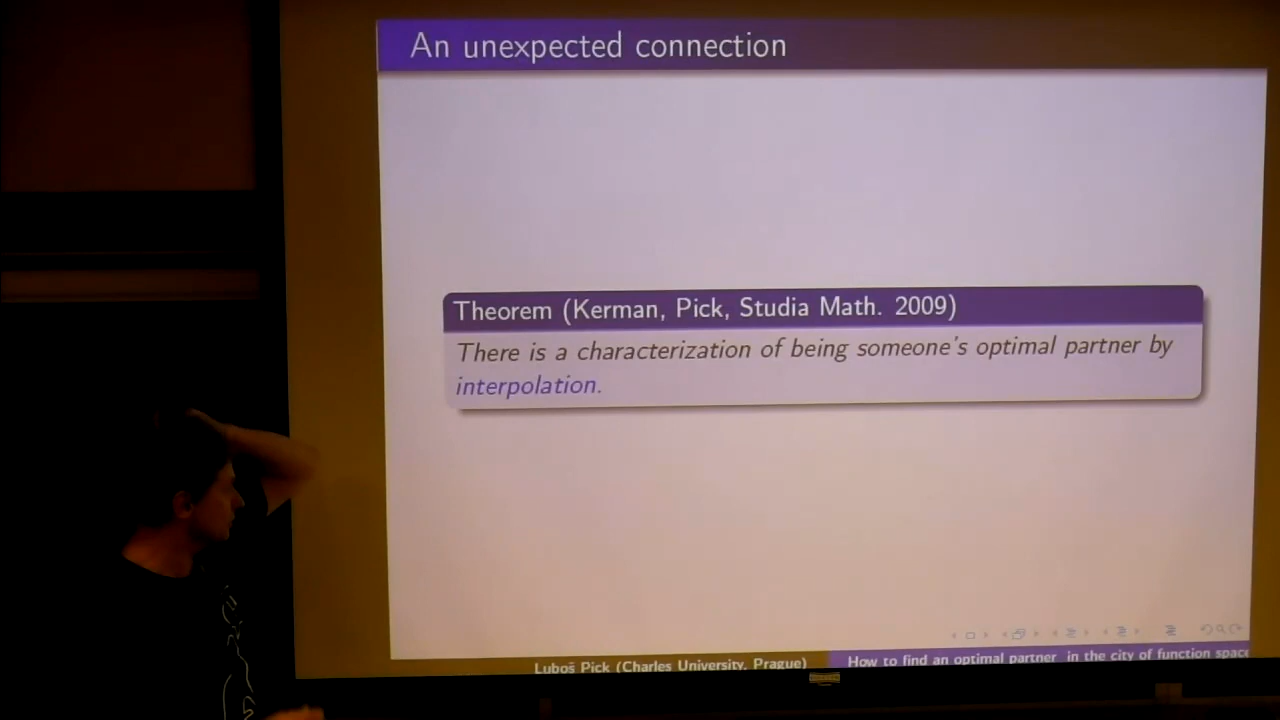 An unexpected connection
Theorem (Kerman, Pick, Studia Math. 2009)
There is a characterization of being someone's optimal partner by
interpolation.
Luboš Pick (Charles University, Prague)
How to find an optimal partner in the city of function space